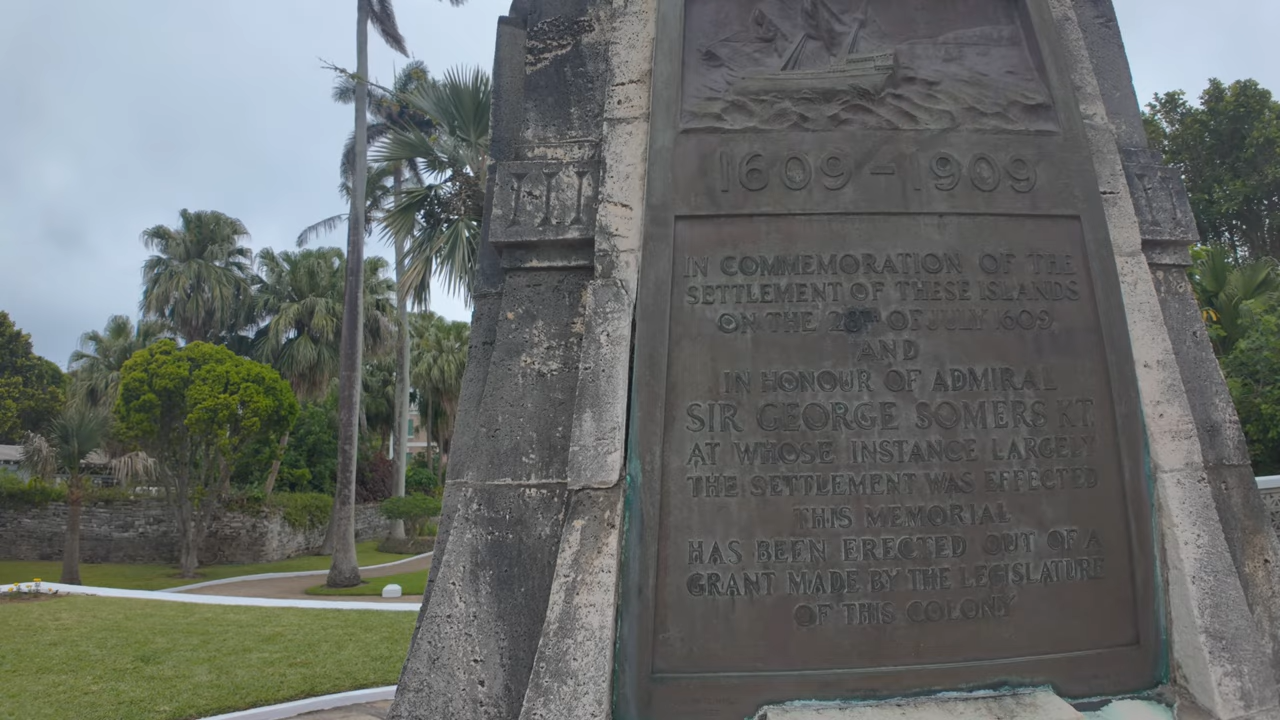 1609 - 1909
IN COMMEMORATION OF THE
SETTLEMENT OF THESE ISLANDS
ON THE 28TH OF JULY 1609
AND
IN HONOUR OF ADMIRAL
SIR GEORGE SOMERS KT.
AT WHOSE INSTANCE LARGELY
THE SETTLEMENT WAS EFFECTED
THIS MEMORIAL
HAS BEEN ERECTED OUT OF A
GRANT MADE BY THE LEGISLATURE
OF THIS COLONY